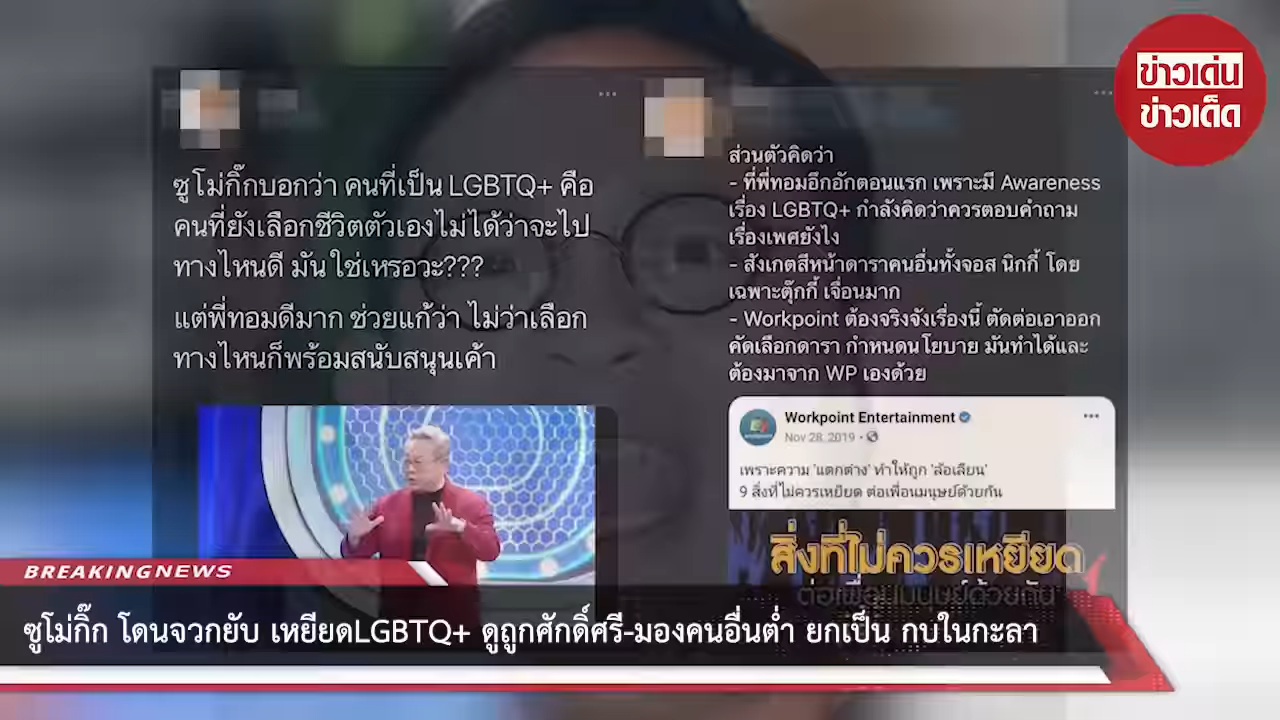 ข่าวเด่น
ข่าวเด็ด
ซูโม่กิ๊กบอกว่า คนที่เป็น LGBTQ+ คือ
คนที่ยังเลือกชีวิตตัวเองไม่ได้ว่าจะไป
ทางไหนดี มันใช่เหรอวะ???
แต่พี่ทอมดีมาก ช่วยแก้ว่า ไม่ว่าเลือก
ทางไหนก็พร้อมสนับสนุนเค้า
ส่วนตัวคิดว่า
- ที่พี่ทอมอึกอักตอนแรก เพราะมี Awareness
เรื่อง LGBTQ+ กำลังคิดว่าควรตอบคำถาม
เรื่องเพศยังไง
- สังเกตสีหน้าดาราคนอื่นทั้งจอส นิกกี้ โดย
เฉพาะตุ๊กกี้ เจื่อนมาก
- Workpoint ต้องจริงจังเรื่องนี้ ตัดต่อเอาออก
คัดเลือกดารา กำหนดนโยบาย มันทำได้และ
ต้องมาจาก WP เองด้วย
Workpoint Entertainment
Nov 28, 2019
เพราะความ 'แตกต่าง' ทำให้ถูก 'ล้อเลียน'
9 สิ่งที่ไม่ควรเหยียด ต่อเพื่อนมนุษย์ด้วยกัน
สิ่งที่ไม่ควรเหยียด
ต่อเพื่อนมนุษย์ด้วยกัน
BREAKINGNEWS
ซูโม่กิ๊ก โดนจวกยับ เหยียดLGBTQ+ ดูถูกศักดิ์ศรี-มองคนอื่นต่ำ ยกเป็น กบในกะลา